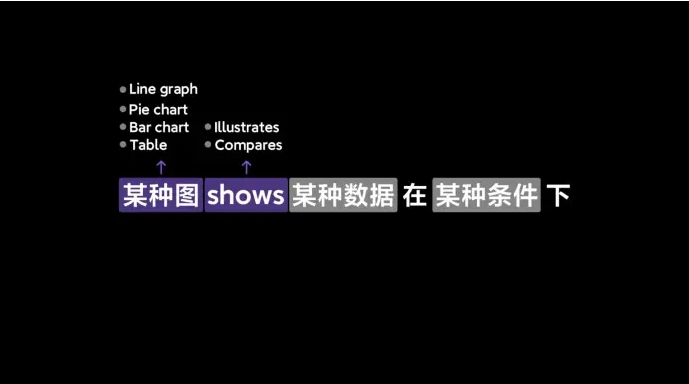 Line graph
Pie chart
Bar chart
Table
Illustrates
Compares
某种图 shows 某种数据 在 某种条件 下